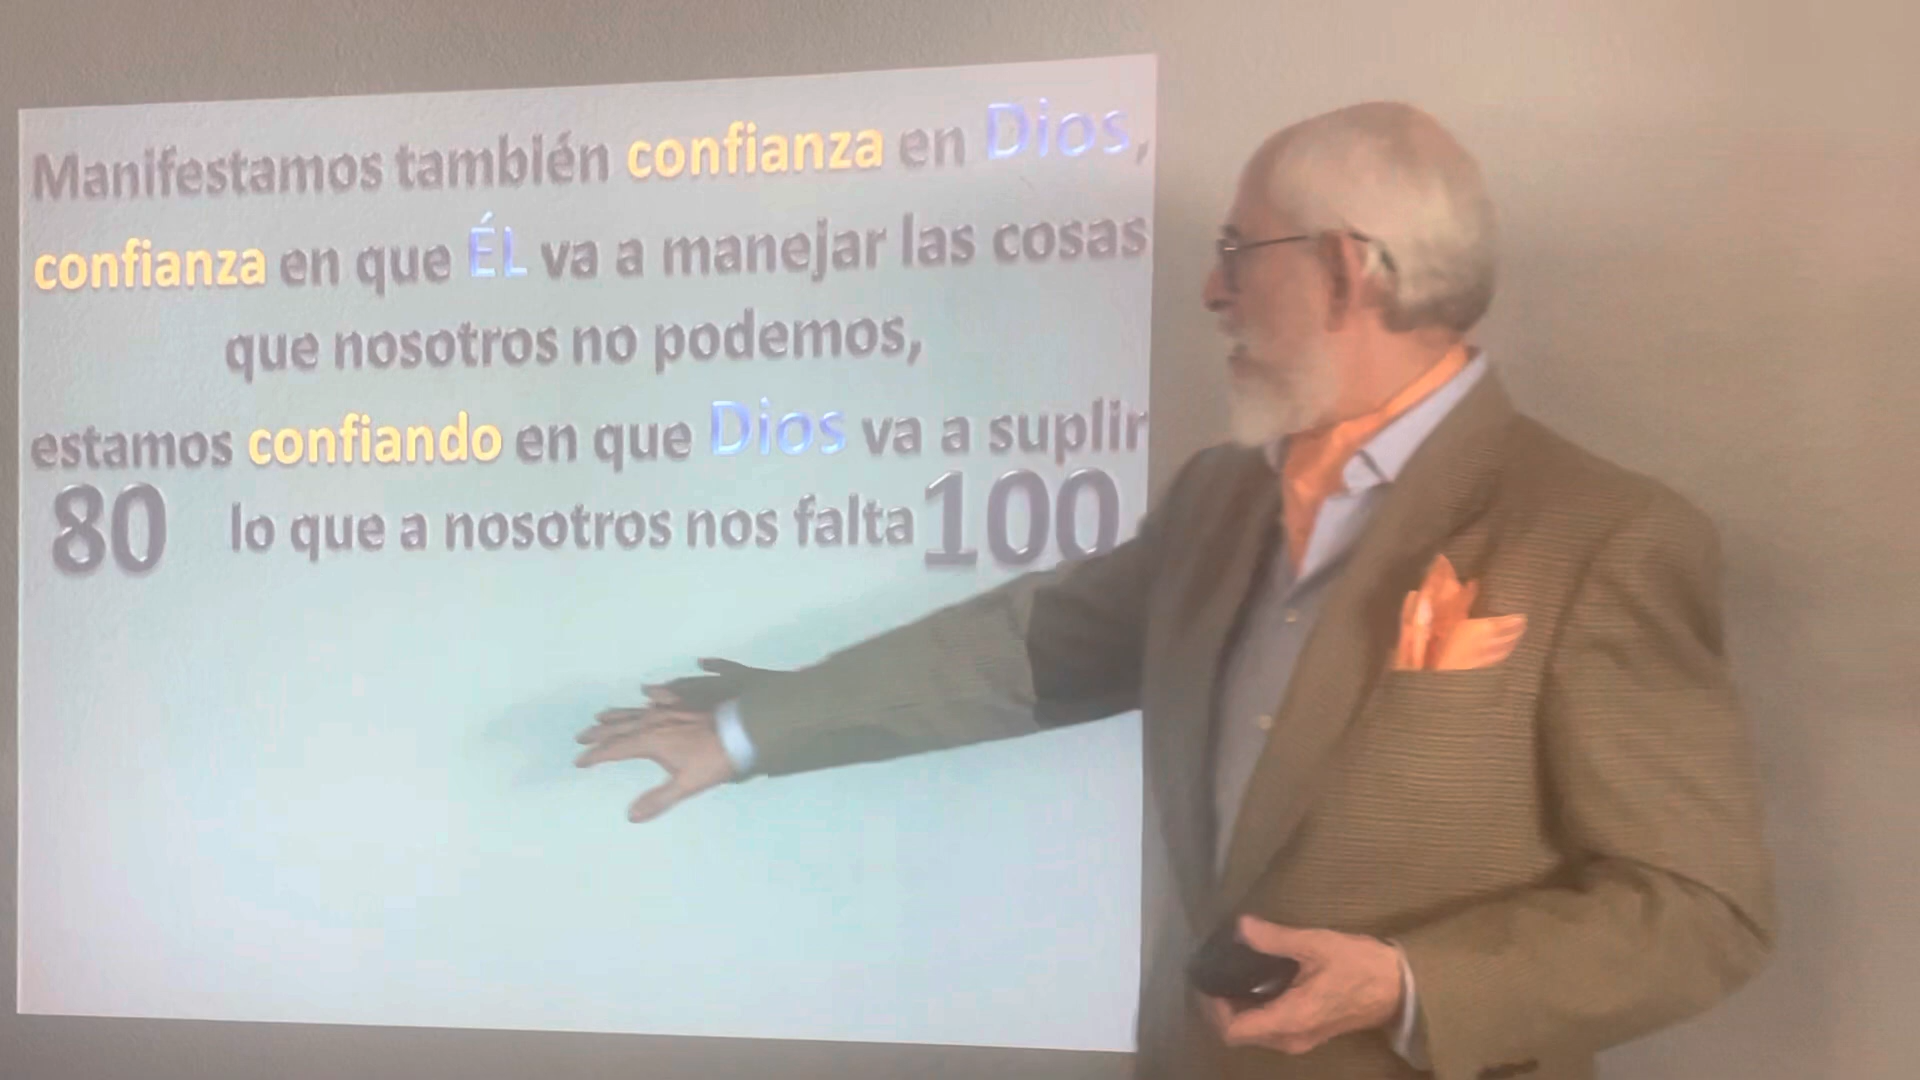 Manifestamos también confianza en Dios,
confianza en que ÉL va a manejar las cosas
que nosotros no podemos,
estamos confiando en que Dios va a suplir
80 lo que a nosotros nos falta 100